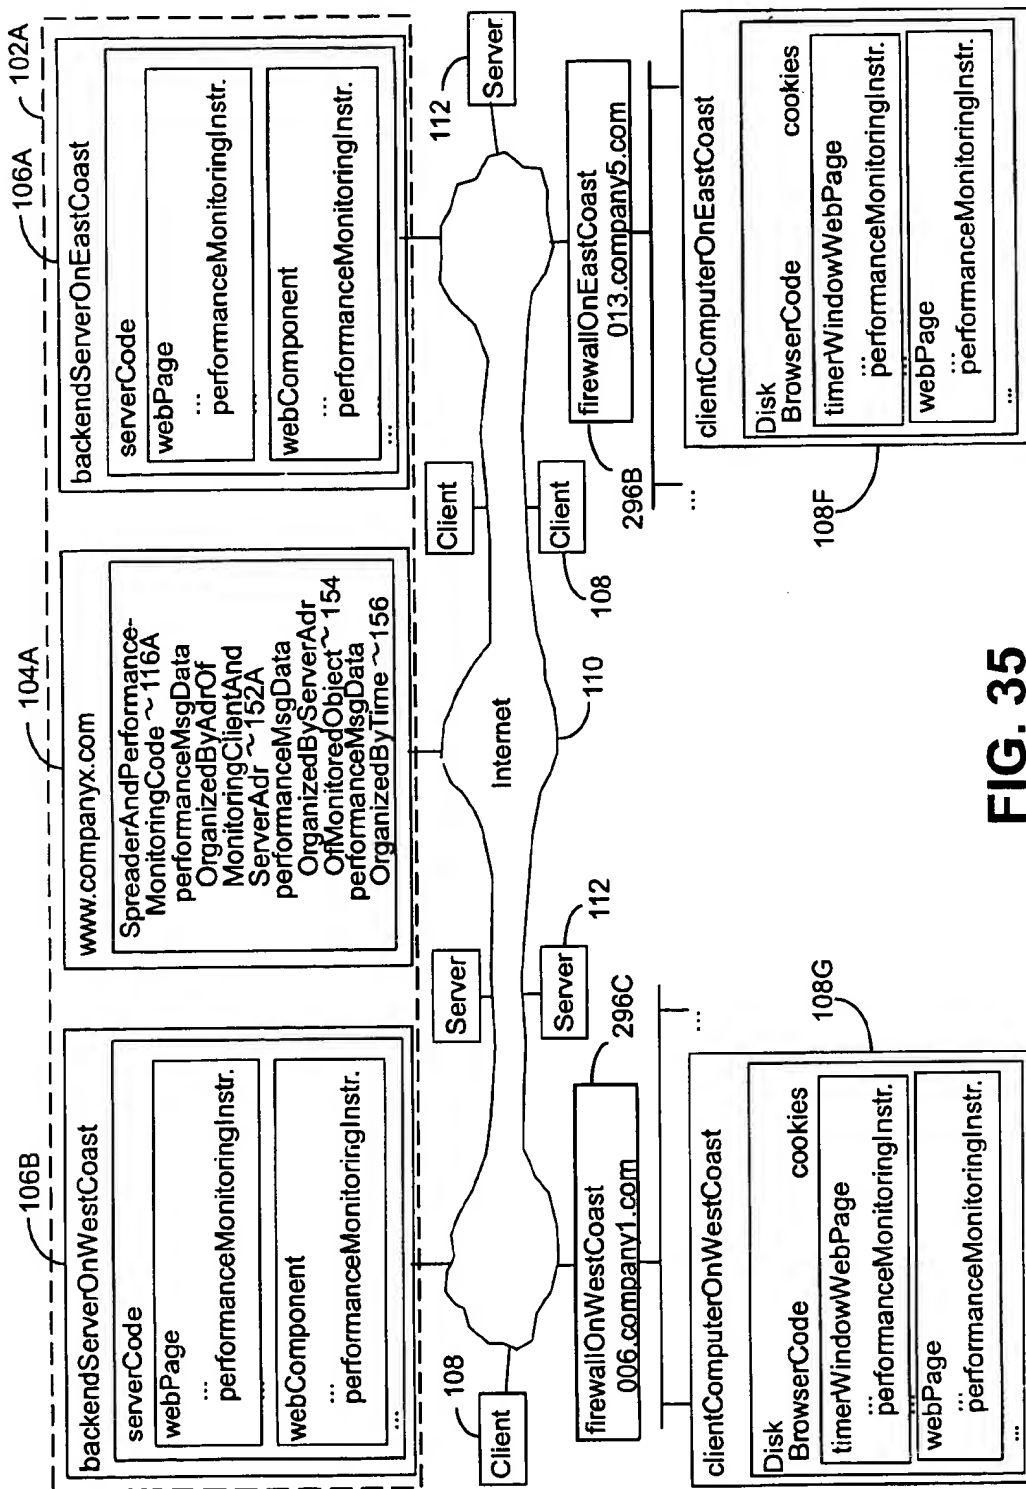 102A
106A
backendServerOnEastCoast
serverCode
webPage
...
performanceMonitoringInstr.
...
webComponent
...
performanceMonitoringInstr.
...
104A
www.companyx.com
SpreaderAndPerformance-
MonitoringCode ~ 116A
performanceMsgData
OrganizedByAdrOf
MonitoringClientAnd
ServerAdr ~ 152A
performanceMsgData
OrganizedByServerAdr
OfMonitoredObject ~ 154
performanceMsgData
OrganizedByTime ~ 156
106B
backendServerOnWestCoast
serverCode
webPage
...
performanceMonitoringInstr.
...
webComponent
...
performanceMonitoringInstr.
...
108
Client
Server
Server
112
Internet
110
Client
Client
108
112
Server
296C
firewallOnWestCoast
006.company1.com
...
296B
firewallOnEastCoast
013.company5.com
...
108G
clientComputerOnWestCoast
Disk
BrowserCode cookies
timerWindowWebPage
...
performanceMonitoringInstr.
...
webPage
...
performanceMonitoringInstr.
...
108F
clientComputerOnEastCoast
Disk
BrowserCode cookies
timerWindowWebPage
...
performanceMonitoringInstr.
...
webPage
...
performanceMonitoringInstr.
...
FIG. 35